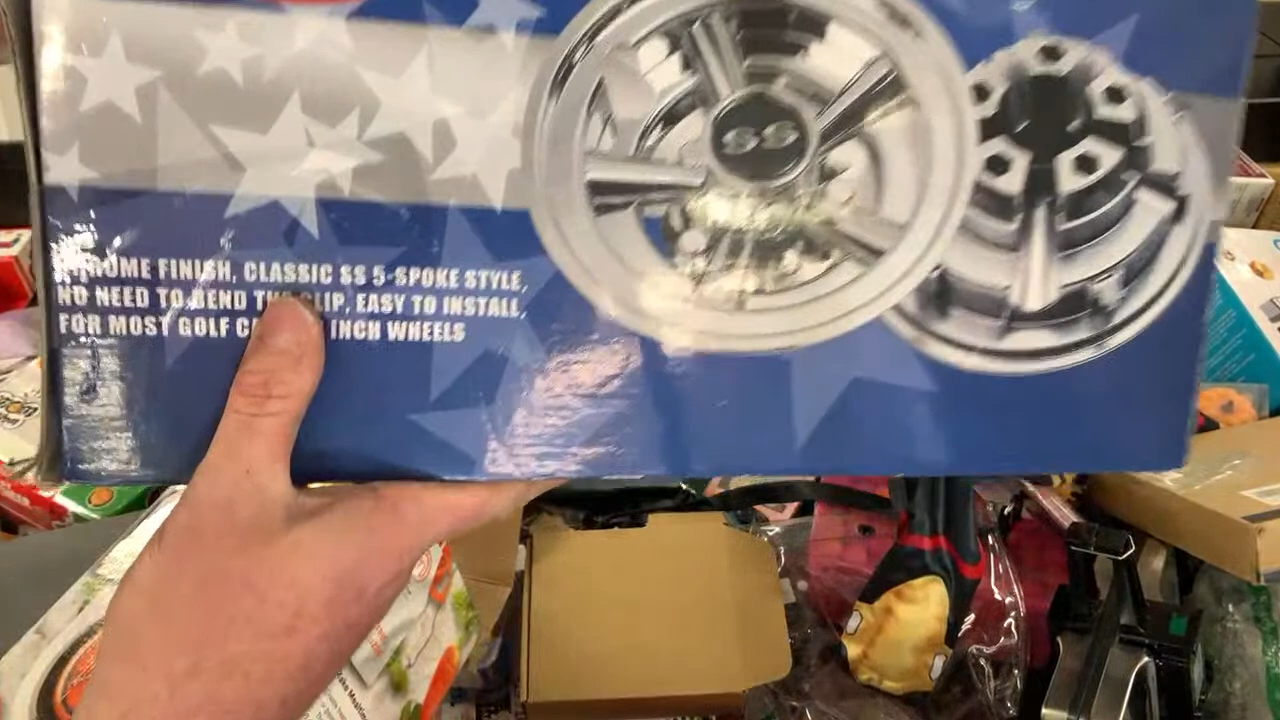 SS
CHROME FINISH, CLASSIC SS 5-SPOKE STYLE,
NO NEED TO BEND THE CLIP, EASY TO INSTALL,
FOR MOST GOLF INCH WHEELS